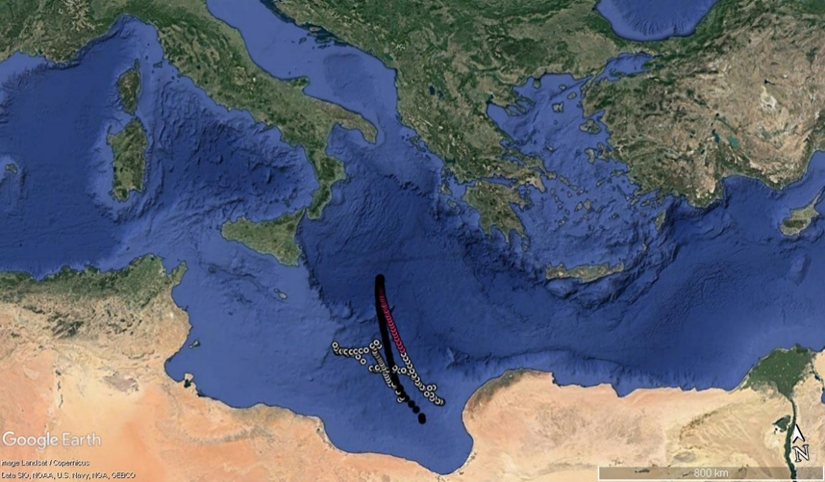 Google Earth
Image Landsat / Copernicus
Data SIO, NOAA, U.S. Navy, NGA, GEBCO
N
800 km